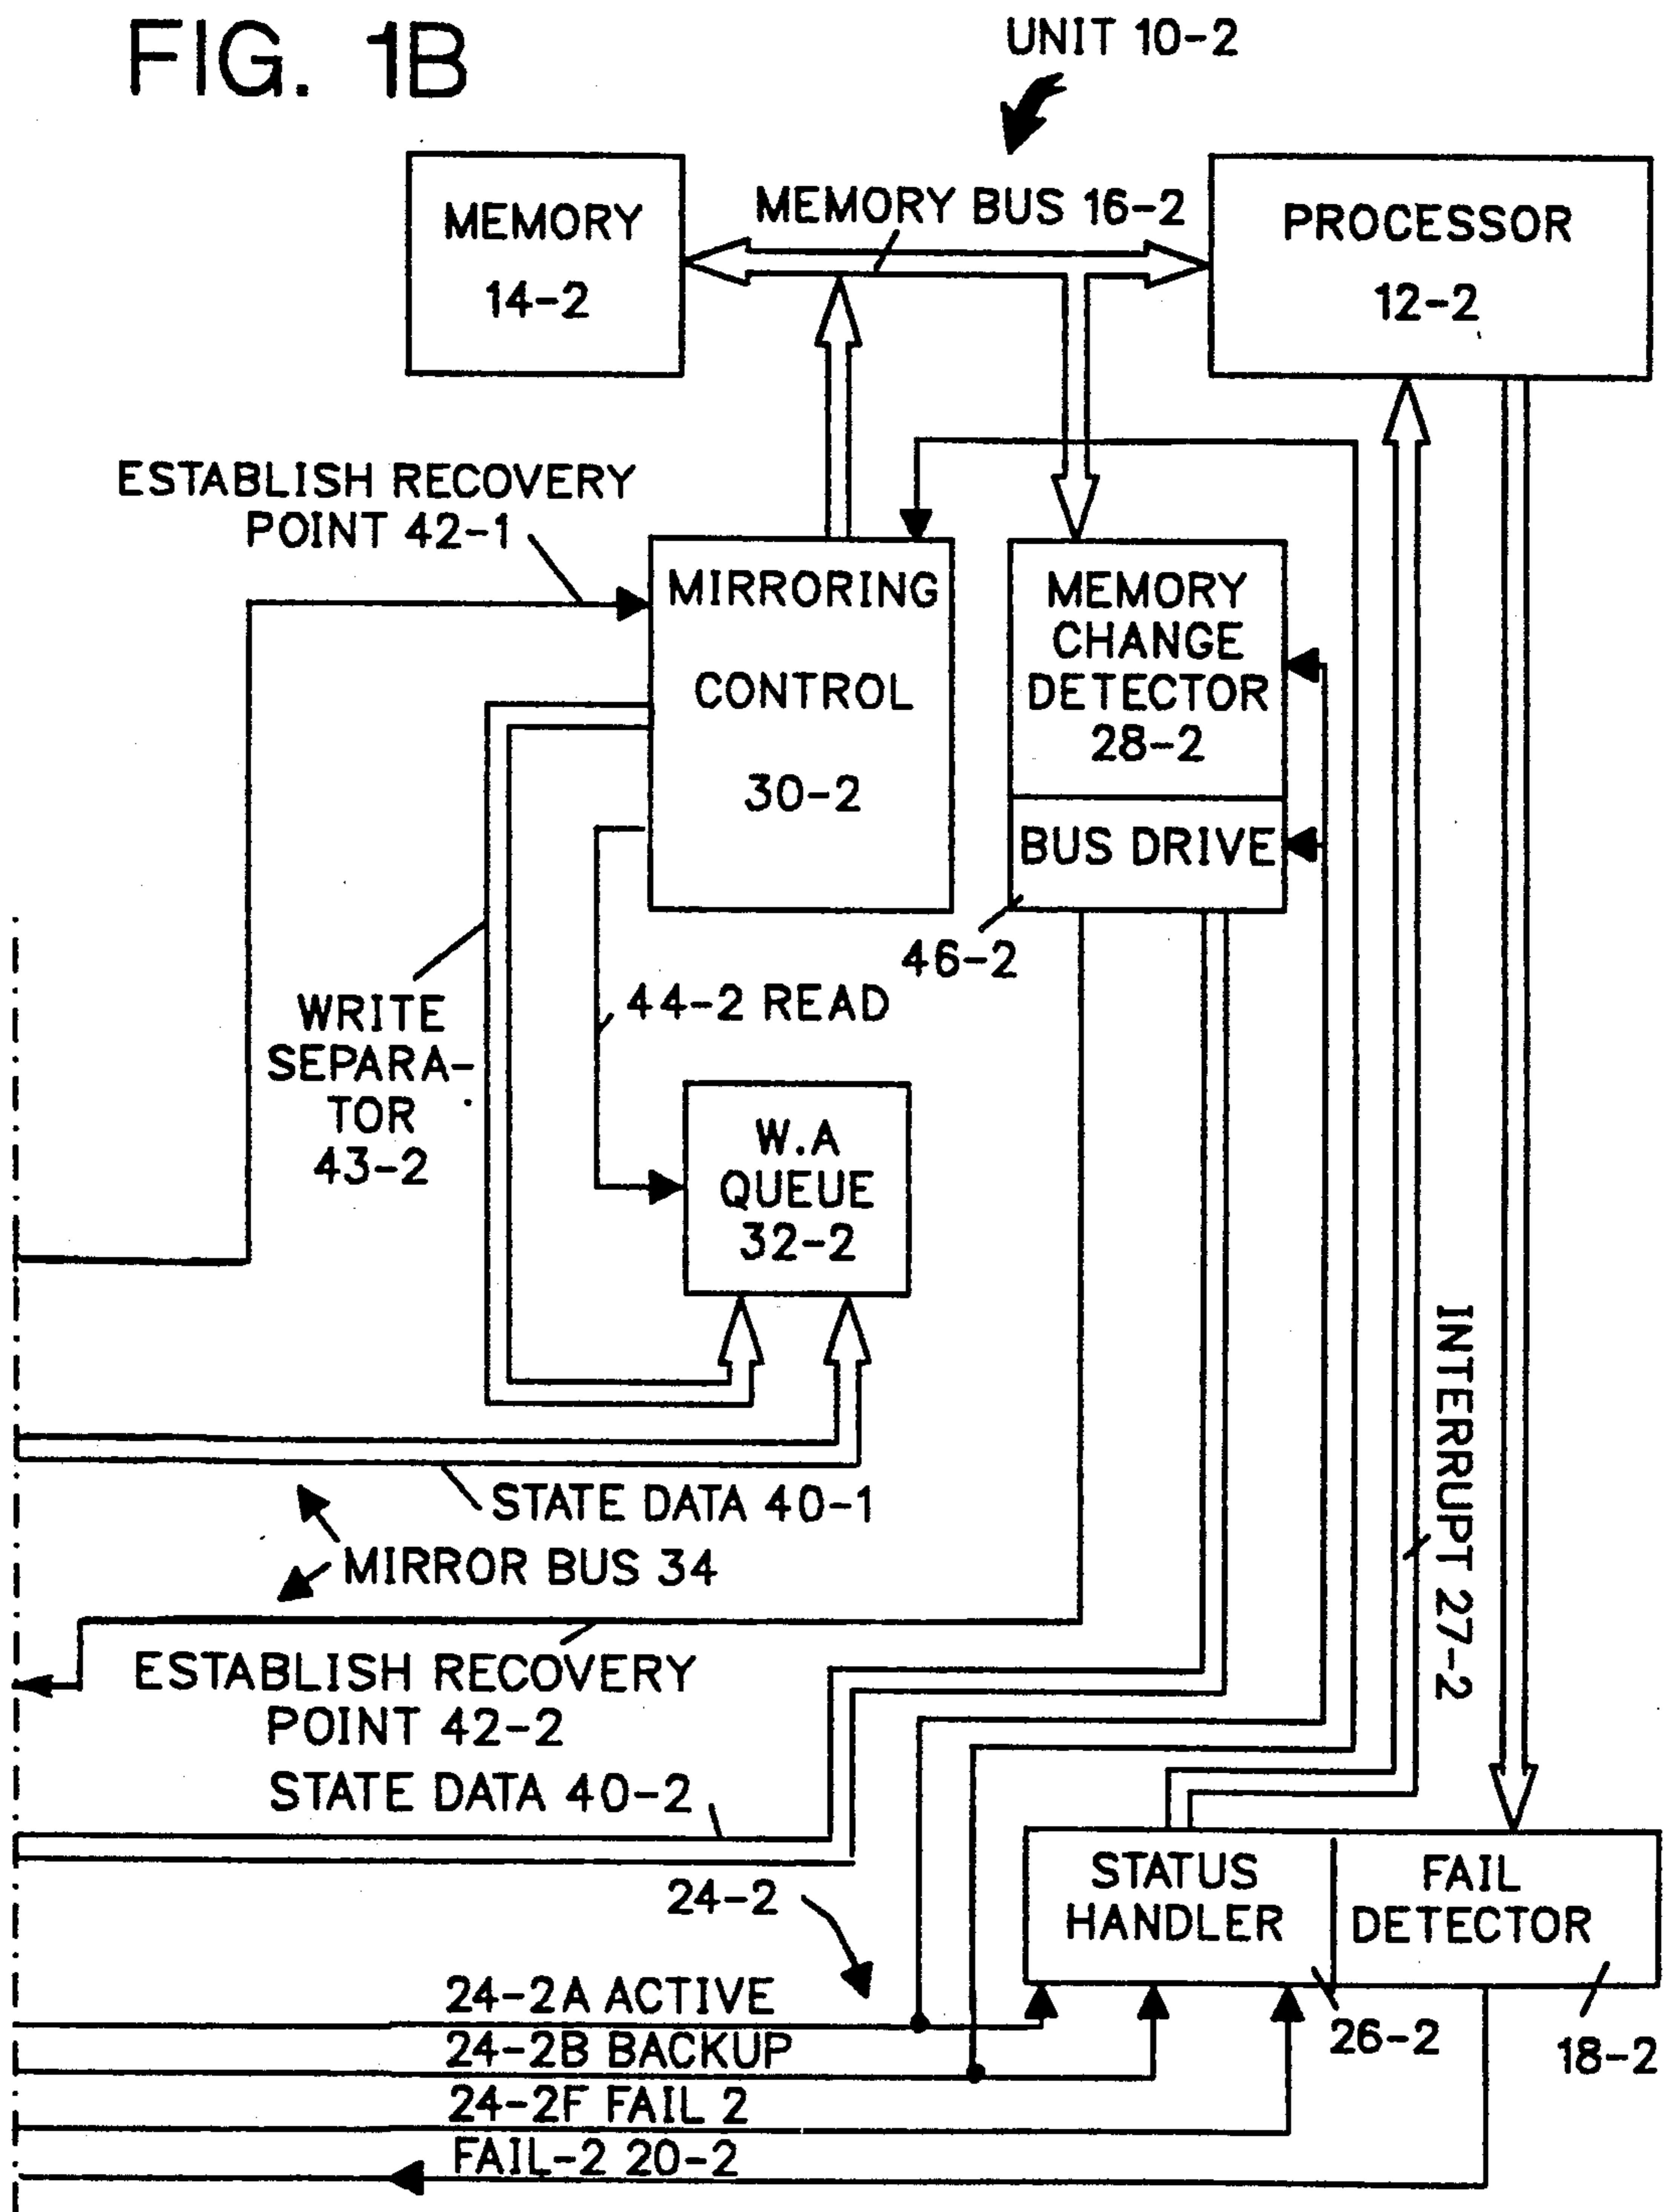 FIG. 1B
UNIT 10-2
MEMORY
14-2
MEMORY BUS 16-2
PROCESSOR
12-2
ESTABLISH RECOVERY
POINT 42-1
MIRRORING
CONTROL
30-2
MEMORY
CHANGE
DETECTOR
28-2
BUS DRIVE
46-2
WRITE
SEPARA-
TOR
43-2
44-2 READ
W.A
QUEUE
32-2
INTERRUPT 27-2
STATE DATA 40-1
MIRROR BUS 34
ESTABLISH RECOVERY
POINT 42-2
STATE DATA 40-2
24-2
STATUS
HANDLER
FAIL
DETECTOR
26-2
18-2
24-2A ACTIVE
24-2B BACKUP
24-2F FAIL 2
FAIL-2 20-2